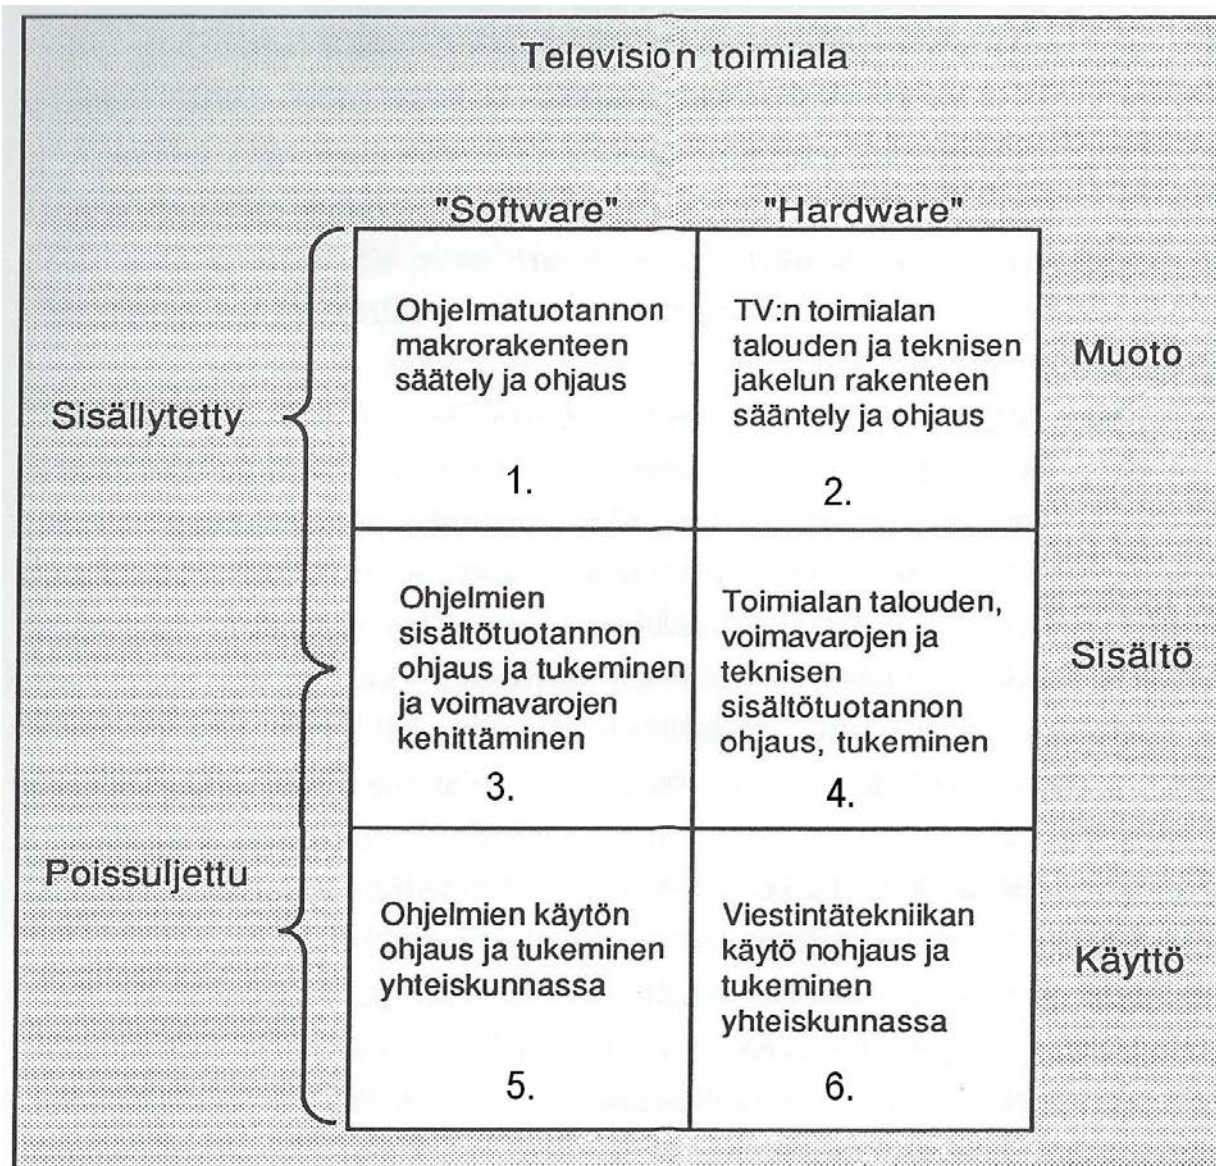 Television toimiala
"Software" "Hardware"
Sisällytetty
Ohjelmatuotannon
makrorakenteen
säätely ja ohjaus
1.
TV:n toimialan
talouden ja teknisen
jakelun rakenteen
sääntely ja ohjaus
2.
Muoto
Ohjelmien
sisältötuotannon
ohjaus ja tukeminen
ja voimavarojen
kehittäminen
3.
Toimialan talouden,
voimavarojen ja
teknisen
sisältötuotannon
ohjaus, tukeminen
4.
Sisältö
Poissuljettu
Ohjelmien käytön
ohjaus ja tukeminen
yhteiskunnassa
5.
Viestintätekniikan
käytö nohjaus ja
tukeminen
yhteiskunnassa
6.
Käyttö